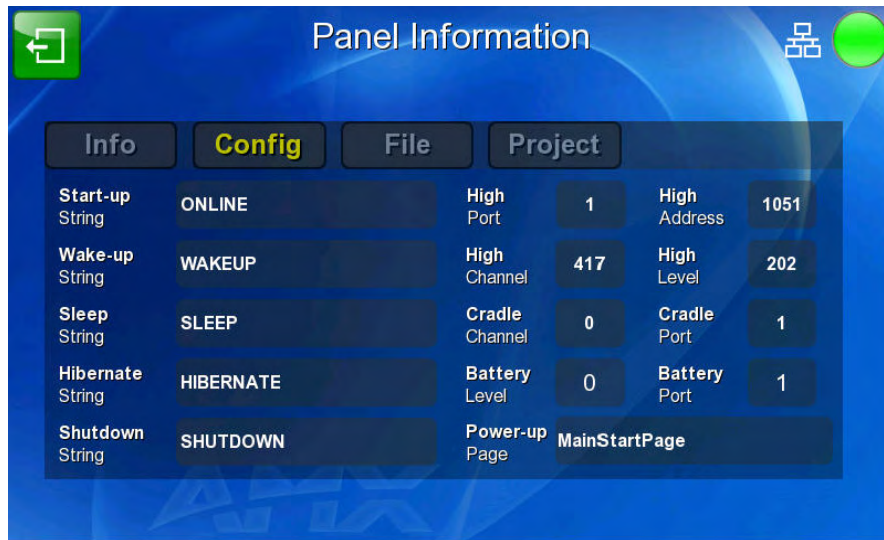 Panel Information
Info Config File Project
Start-up String ONLINE High Port 1 High Address 1051
Wake-up String WAKEUP High Channel 417 High Level 202
Sleep String SLEEP Cradle Channel 0 Cradle Port 1
Hibernate String HIBERNATE Battery Level 0 Battery Port 1
Shutdown String SHUTDOWN Power-up Page MainStartPage
AMX